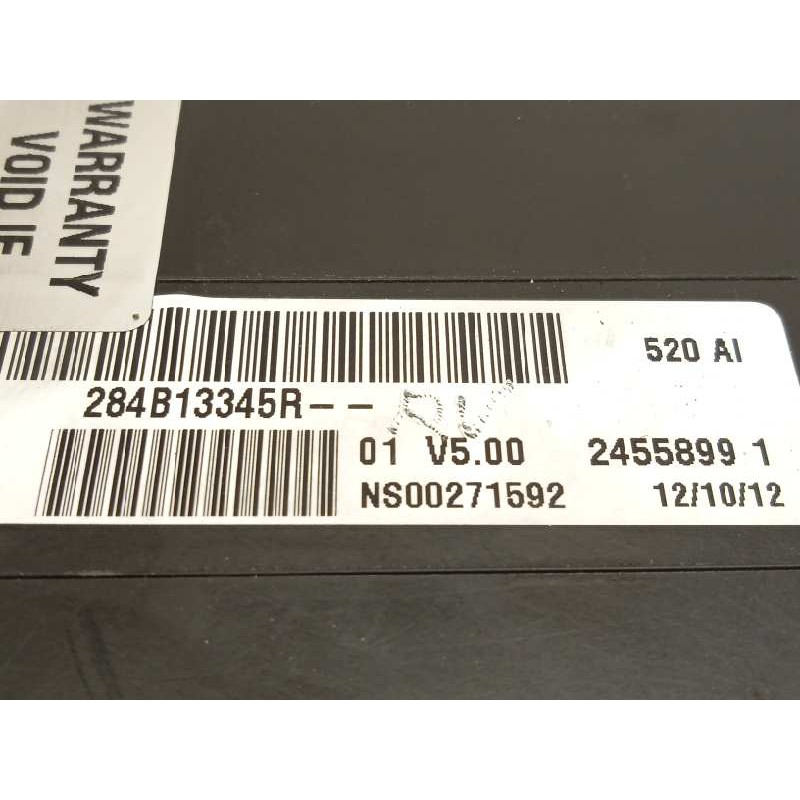 WARRANTY
VOID IF
520 AI
284B13345R--
01 V5.00 2455899 1
NS00271592 12/10/12